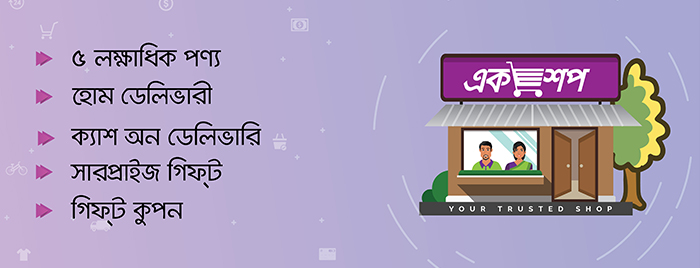 ৫ লক্ষাধিক পণ্য
হোম ডেলিভারী
ক্যাশ অন ডেলিভারি
সারপ্রাইজ গিফ্‌ট
গিফ্‌ট কুপন
একশপ
YOUR TRUSTED SHOP